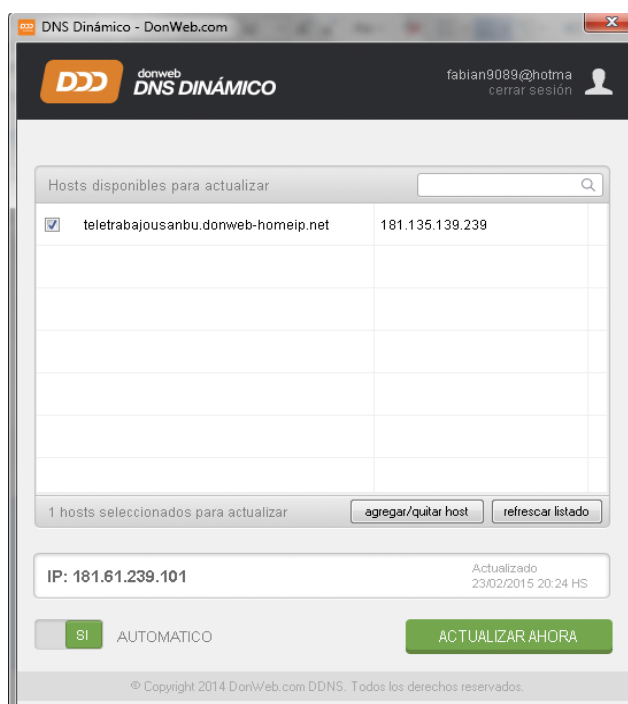 DNS Dinámico - DonWeb.com
donweb
DNS DINÁMICO
fabian9089@hotma
cerrar sesión
Hosts disponibles para actualizar
teletrabajousanbu.donweb-homeip.net 181.135.139.239
1 hosts seleccionados para actualizar agregar/quitar host refrescar listado
IP: 181.61.239.101
Actualizado
23/02/2015 20:24 HS
SI AUTOMATICO ACTUALIZAR AHORA
© Copyright 2014 DonWeb.com DDNS. Todos los derechos reservados.